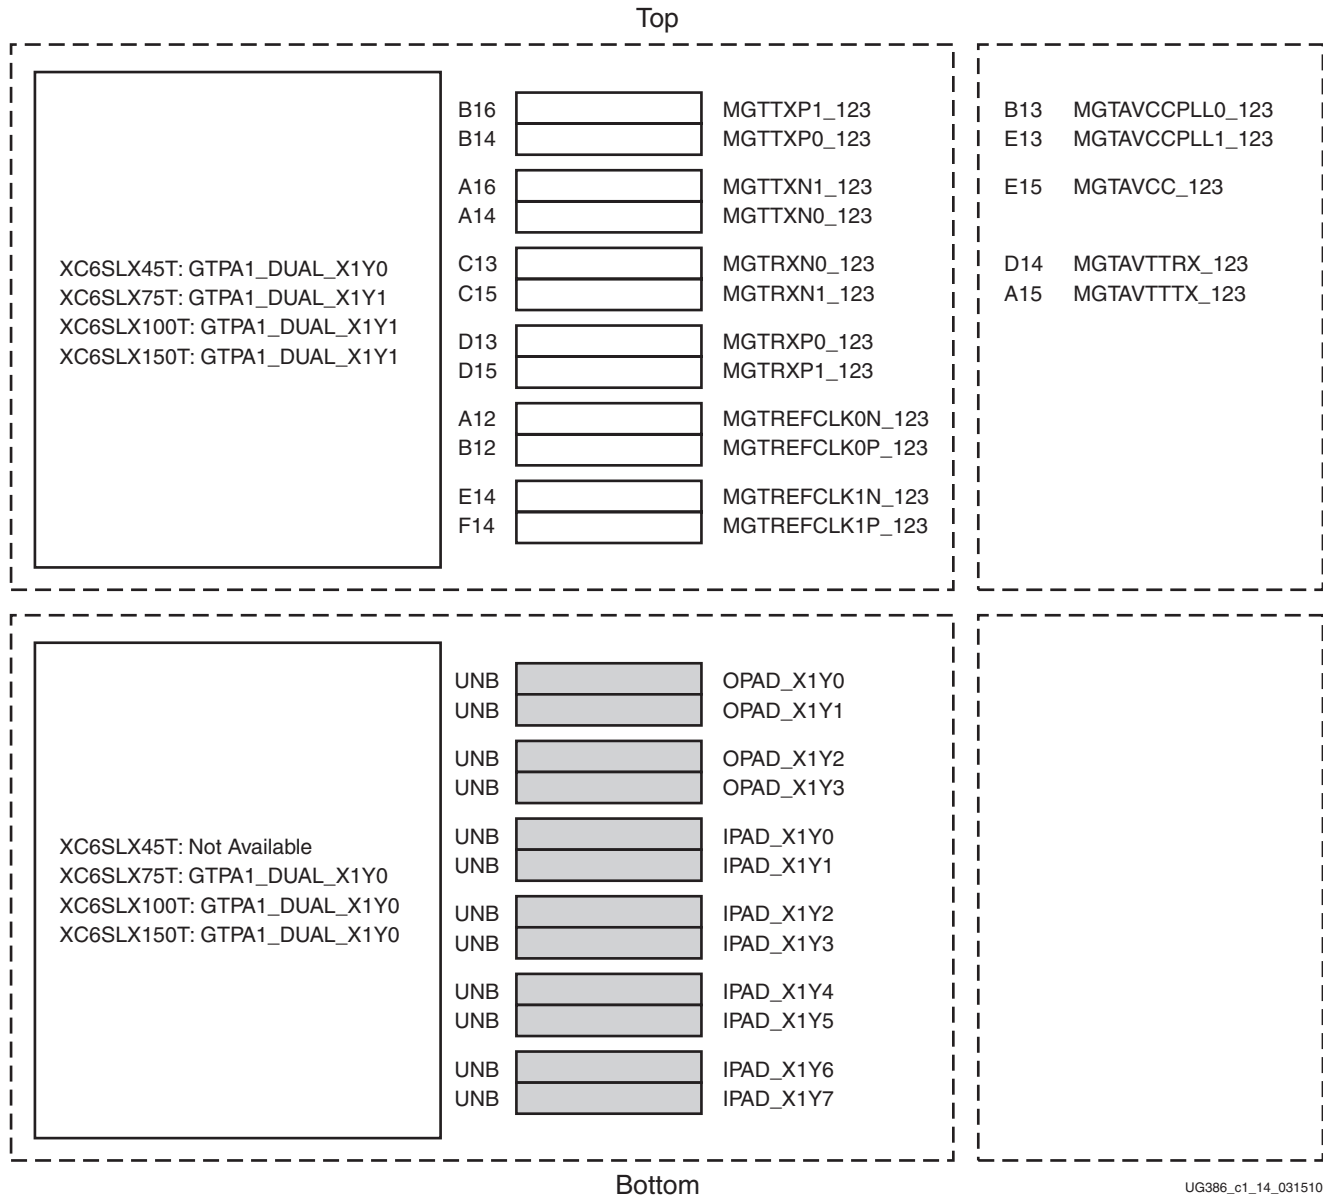 Top
XC6SLX45T: GTPA1_DUAL_X1Y0
XC6SLX75T: GTPA1_DUAL_X1Y1
XC6SLX100T: GTPA1_DUAL_X1Y1
XC6SLX150T: GTPA1_DUAL_X1Y1
B16 MGTTXP1_123
B14 MGTTXP0_123
A16 MGTTXN1_123
A14 MGTTXN0_123
C13 MGTRXN0_123
C15 MGTRXN1_123
D13 MGTRXP0_123
D15 MGTRXP1_123
A12 MGTREFCLK0N_123
B12 MGTREFCLK0P_123
E14 MGTREFCLK1N_123
F14 MGTREFCLK1P_123
B13 MGTAVCCPLL0_123
E13 MGTAVCCPLL1_123
E15 MGTAVCC_123
D14 MGTAVTTRX_123
A15 MGTAVTTTX_123
XC6SLX45T: Not Available
XC6SLX75T: GTPA1_DUAL_X1Y0
XC6SLX100T: GTPA1_DUAL_X1Y0
XC6SLX150T: GTPA1_DUAL_X1Y0
UNB OPAD_X1Y0
UNB OPAD_X1Y1
UNB OPAD_X1Y2
UNB OPAD_X1Y3
UNB IPAD_X1Y0
UNB IPAD_X1Y1
UNB IPAD_X1Y2
UNB IPAD_X1Y3
UNB IPAD_X1Y4
UNB IPAD_X1Y5
UNB IPAD_X1Y6
UNB IPAD_X1Y7
Bottom
UG386_c1_14_031510